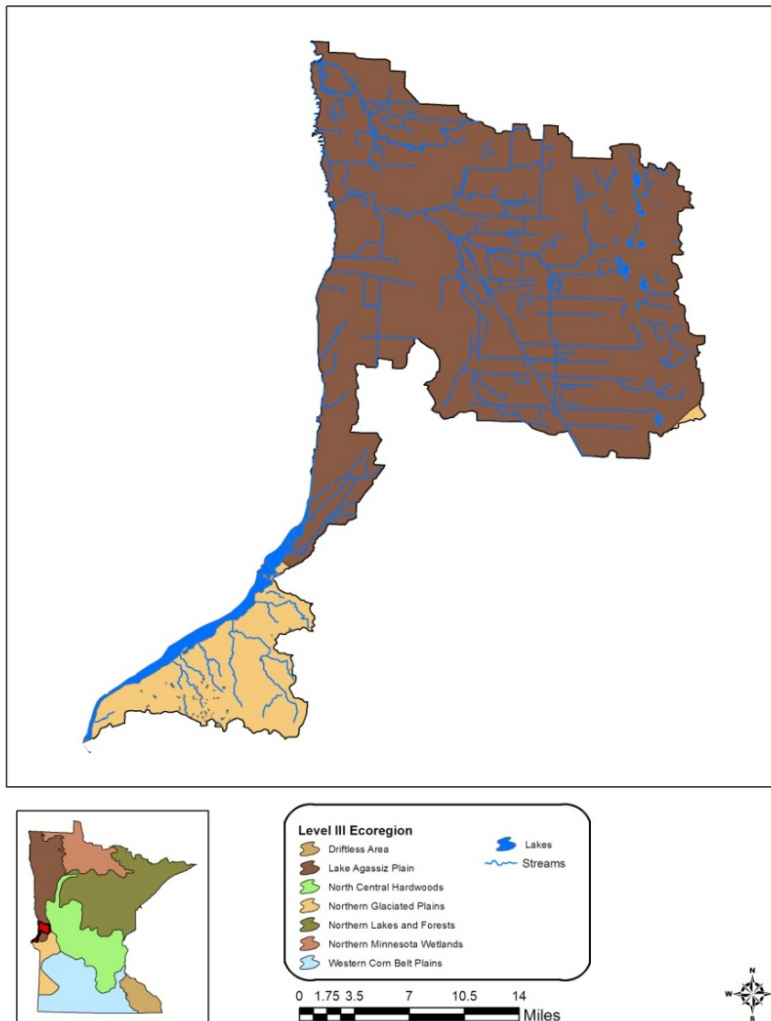 Level III Ecoregion
Driftless Area
Lake Agassiz Plain
North Central Hardwoods
Northern Glaciated Plains
Northern Lakes and Forests
Northern Minnesota Wetlands
Western Corn Belt Plains
Lakes
Streams
0 1.75 3.5 7 10.5 14
Miles
N
W E
S